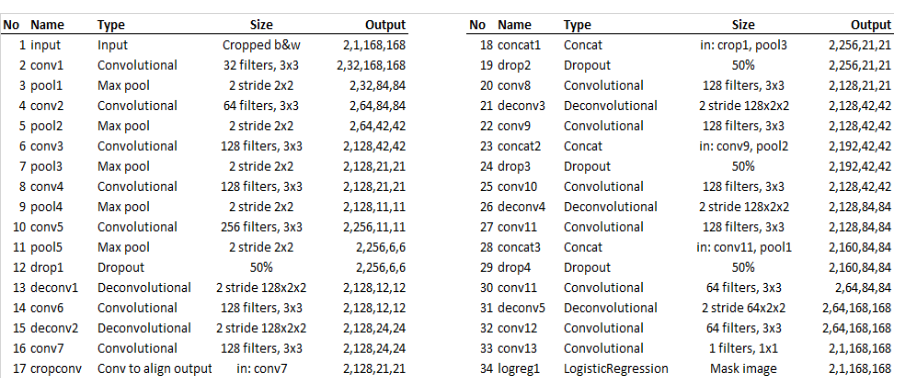 No Name Type Size Output
1 input Input Cropped b&w 2,1,168,168
2 conv1 Convolutional 32 filters, 3x3 2,32,168,168
3 pool1 Max pool 2 stride 2x2 2,32,84,84
4 conv2 Convolutional 64 filters, 3x3 2,64,84,84
5 pool2 Max pool 2 stride 2x2 2,64,42,42
6 conv3 Convolutional 128 filters, 3x3 2,128,42,42
7 pool3 Max pool 2 stride 2x2 2,128,21,21
8 conv4 Convolutional 128 filters, 3x3 2,128,21,21
9 pool4 Max pool 2 stride 2x2 2,128,11,11
10 conv5 Convolutional 256 filters, 3x3 2,256,11,11
11 pool5 Max pool 2 stride 2x2 2,256,6,6
12 drop1 Dropout 50% 2,256,6,6
13 deconv1 Deconvolutional 2 stride 128x2x2 2,128,12,12
14 conv6 Convolutional 128 filters, 3x3 2,128,12,12
15 deconv2 Deconvolutional 2 stride 128x2x2 2,128,24,24
16 conv7 Convolutional 128 filters, 3x3 2,128,24,24
17 cropconv Conv to align output in: conv7 2,128,21,21
No Name Type Size Output
18 concat1 Concat in: crop1, pool3 2,256,21,21
19 drop2 Dropout 50% 2,256,21,21
20 conv8 Convolutional 128 filters, 3x3 2,128,21,21
21 deconv3 Deconvolutional 2 stride 128x2x2 2,128,42,42
22 conv9 Convolutional 128 filters, 3x3 2,128,42,42
23 concat2 Concat in: conv9, pool2 2,192,42,42
24 drop3 Dropout 50% 2,192,42,42
25 conv10 Convolutional 128 filters, 3x3 2,128,42,42
26 deconv4 Deconvolutional 2 stride 128x2x2 2,128,84,84
27 conv11 Convolutional 128 filters, 3x3 2,128,84,84
28 concat3 Concat in: conv11, pool1 2,160,84,84
29 drop4 Dropout 50% 2,160,84,84
30 conv11 Convolutional 64 filters, 3x3 2,64,84,84
31 deconv5 Deconvolutional 2 stride 64x2x2 2,64,168,168
32 conv12 Convolutional 64 filters, 3x3 2,64,168,168
33 conv13 Convolutional 1 filters, 1x1 2,1,168,168
34 logreg1 LogisticRegression Mask image 2,1,168,168